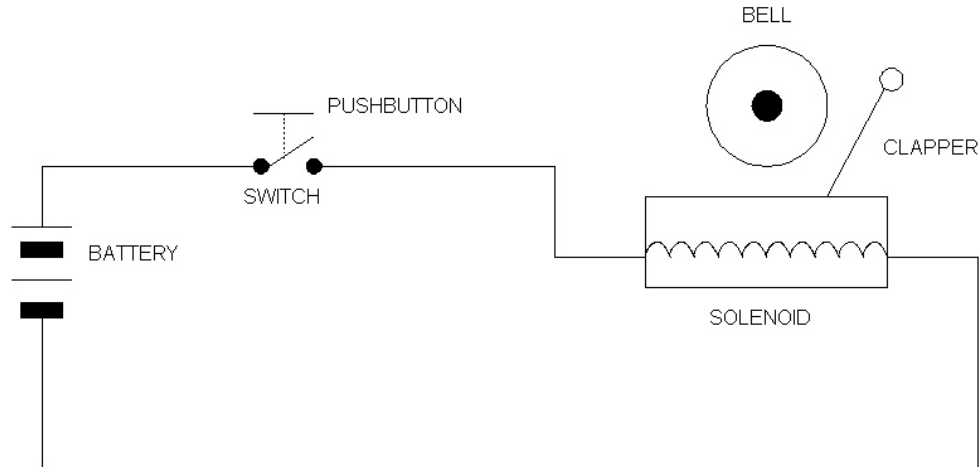 BELL
PUSHBUTTON
CLAPPER
SWITCH
BATTERY
SOLENOID